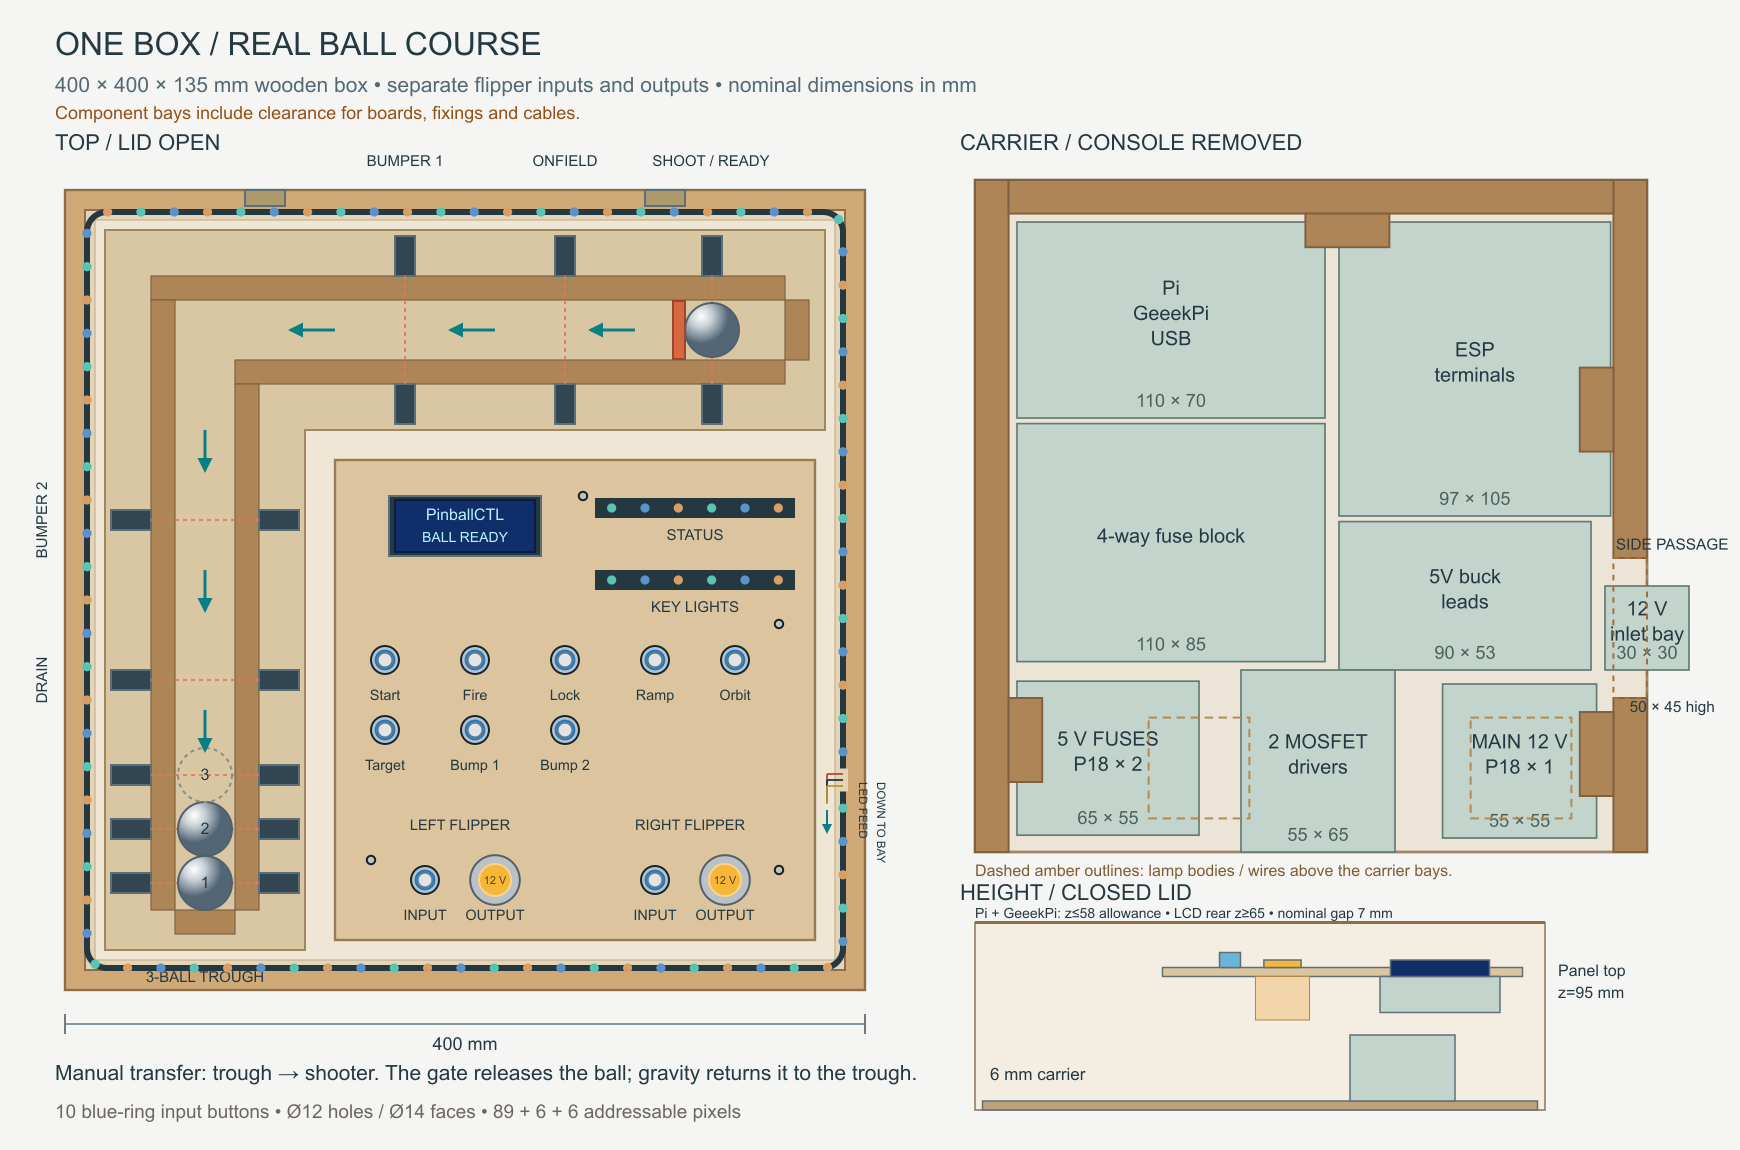 ONE BOX / REAL BALL COURSE
400 × 400 × 135 mm wooden box • separate flipper inputs and outputs • nominal dimensions in mm
Component bays include clearance for boards, fixings and cables.
TOP / LID OPEN
BUMPER 1
ONFIELD
SHOOT / READY
BUMPER 2
DRAIN
PinballCTL
BALL READY
STATUS
KEY LIGHTS
Start
Fire
Lock
Ramp
Orbit
Target
Bump 1
Bump 2
3
2
1
LEFT FLIPPER
RIGHT FLIPPER
12 V
12 V
INPUT
OUTPUT
INPUT
OUTPUT
LED FEED
DOWN TO BAY
3-BALL TROUGH
400 mm
Manual transfer: trough → shooter. The gate releases the ball; gravity returns it to the trough.
10 blue-ring input buttons • Ø12 holes / Ø14 faces • 89 + 6 + 6 addressable pixels
CARRIER / CONSOLE REMOVED
Pi
GeeekPi
USB
110 × 70
ESP
terminals
97 × 105
4-way fuse block
110 × 85
5V buck
leads
90 × 53
SIDE PASSAGE
12 V
inlet bay
30 × 30
50 × 45 high
5 V FUSES
P18 × 2
65 × 55
2 MOSFET
drivers
55 × 65
MAIN 12 V
P18 × 1
55 × 55
Dashed amber outlines: lamp bodies / wires above the carrier bays.
HEIGHT / CLOSED LID
Pi + GeeekPi: z≤58 allowance • LCD rear z≥65 • nominal gap 7 mm
Panel top
z=95 mm
6 mm carrier